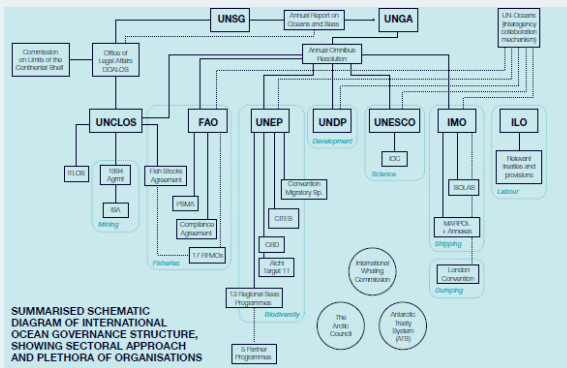 UNSG
Annual Report on
Oceans and Seas
UNGA
UN-Oceans
(Interagency
collaboration
mechanism)
Commission
on Limits of the
Continental Shelf
Office of
Legal Affairs
DOALOS
Annual Omnibus
Resolution
UNCLOS
FAO
UNEP
UNDP
UNESCO
IMO
ILO
Development
ITLOS
1994
Agrmt
ISA
Mining
Fish Stocks
Agreement
PSMA
Compliance
Agreement
17 RFMOs
Fisheries
Convention
Migratory Sp.
CITES
CBD
Aichi
Target 11
13 Regional Seas
Programmes
Biodiversity
5 Partner
Programmes
IOC
Science
SOLAS
MARPOL
+ Annexes
Shipping
London
Convention
Dumping
Relevant
treaties and
provisions
Labour
International
Whaling
Commission
The
Arctic
Council
Antarctic
Treaty
System
(ATS)
SUMMARISED SCHEMATIC
DIAGRAM OF INTERNATIONAL
OCEAN GOVERNANCE STRUCTURE,
SHOWING SECTORAL APPROACH
AND PLETHORA OF ORGANISATIONS